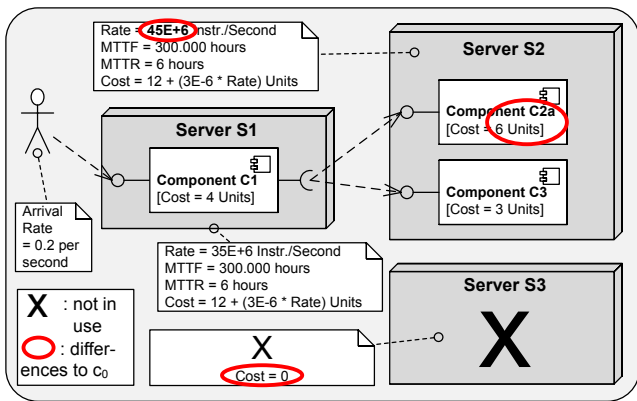 Rate = 45E+6 Instr./Second
MTTF = 300.000 hours
MTTR = 6 hours
Cost = 12 + (3E-6 * Rate) Units
Server S2
Component C2a
[Cost = 6 Units]
Server S1
Component C1
[Cost = 4 Units]
Component C3
[Cost = 3 Units]
Arrival
Rate
= 0.2 per
second
Rate = 35E+6 Instr./Second
MTTF = 300.000 hours
MTTR = 6 hours
Cost = 12 + (3E-6 * Rate) Units
Server S3
X
X : not in
use
: differ-
ences to c₀
X
Cost = 0